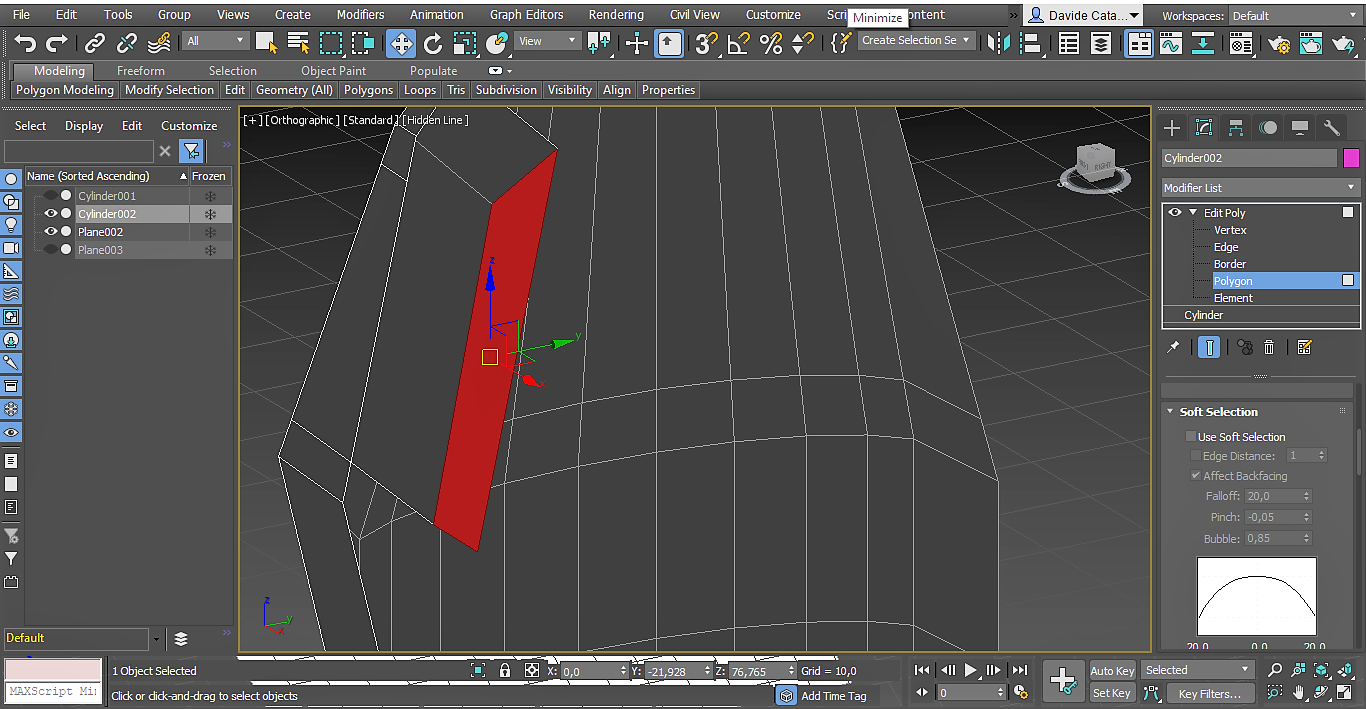 File Edit Tools Group Views Create Modifiers Animation Graph Editors Rendering Civil View Customize Scri Minimize ontent » Davide Cata... Workspaces: Default
All View Create Selection Se
Modeling Freeform Selection Object Paint Populate
Polygon Modeling Modify Selection Edit Geometry (All) Polygons Loops Tris Subdivision Visibility Align Properties
Select Display Edit Customize
Name (Sorted Ascending) Frozen
Cylinder001
Cylinder002
Plane002
Plane003
Default
[+] [Orthographic] [Standard] [Hidden Line]
RIGHT
z
y
x
z
y
x
Cylinder002
Modifier List
Edit Poly
Vertex
Edge
Border
Polygon
Element
Cylinder
Soft Selection
Use Soft Selection
Edge Distance: 1
Affect Backfacing
Falloff: 20,0
Pinch: -0,05
Bubble: 0,85
20,0 0,0 20,0
MAXScript Mi
1 Object Selected X: 0,0 Y: -21,928 Z: 76,765 Grid = 10,0
Click or click-and-drag to select objects Add Time Tag
0
Auto Key Selected
Set Key Key Filters...